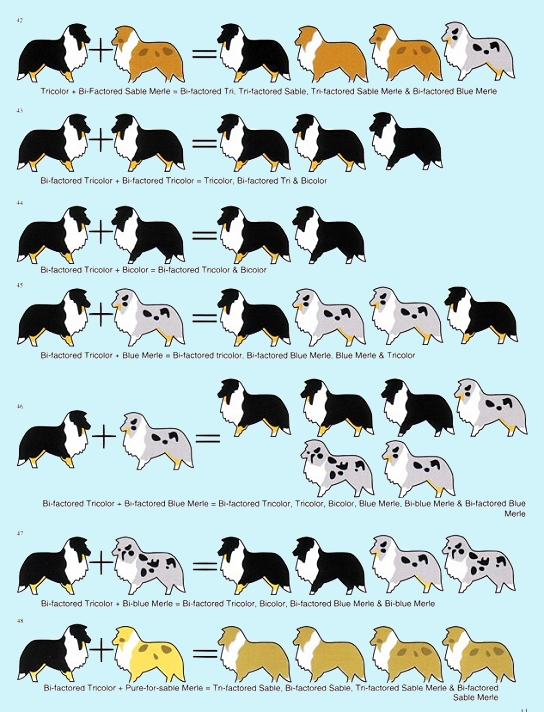 42
Tricolor + Bi-Factored Sable Merle = Bi-factored Tri. Tri-factored Sable, Tri-factored Sable Merle & Bi-factored Blue Merle
43
Bi-factored Tricolor + Bi-factored Tricolor = Tricolor, Bi-factored Tri & Bicolor
44
Bi-factored Tricolor + Bicolor = Bi-factored Tricolor & Bicolor
45
Bi-factored Tricolor + Blue Merle = Bi-factored tricolor. Bi-factored Blue Merle. Blue Merle & Tricolor
46
Bi-factored Tricolor + Bi-factored Blue Merle = Bi-factored Tricolor, Tricolor, Bicolor, Blue Merle, Bi-blue Merle & Bi-factored Blue
Merle
47
Bi-factored Tricolor + Bi-blue Merle = Bi-factored Tricolor, Bicolor, Bi-factored Blue Merle & Bi-blue Merle
48
Bi-factored Tricolor + Pure-for-sable Merle = Tri-factored Sable, Bi-factored Sable, Tri-factored Sable Merle & Bi-factored
Sable Merle